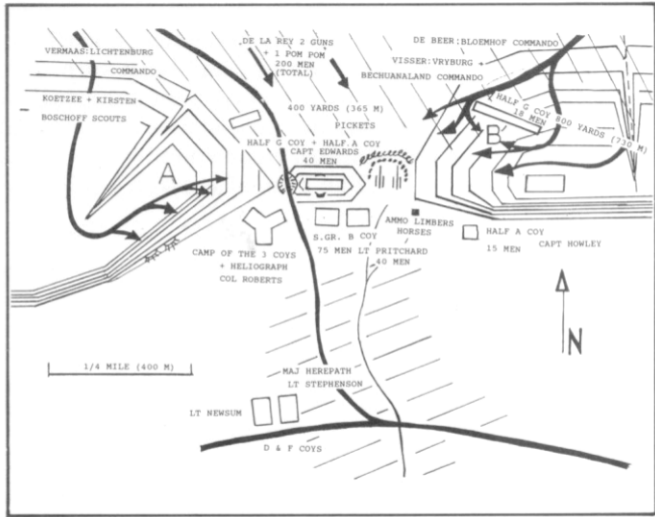 VERMAAS:LICHTENBURG
COMMANDO
KOETZEE + KIRSTEN
BOSCHOFF SCOUTS
A
DE LA REY 2 GUNS
+ 1 POM POM
200 MEN
(TOTAL)
DE BEER:BLOEMHOF COMMANDO
VISSER:VRYBURG +
BECHUANALAND COMMANDO
400 YARDS (365 M)
PICKETS
HALF G COY + HALF A COY
CAPT EDWARDS
40 MEN
HALF G COY 800 YARDS (730 M)
18 MEN
B
CAMP OF THE 3 COYS
+ HELIOGRAPH
COL ROBERTS
S.GR. B COY
75 MEN LT PRITCHARD
40 MEN
AMMO LIMBERS
HORSES
HALF A COY
15 MEN CAPT HOWLEY
N
1/4 MILE (400 M)
MAJ HEREPATH
LT STEPHENSON
LT NEWSUM
D & F COYS